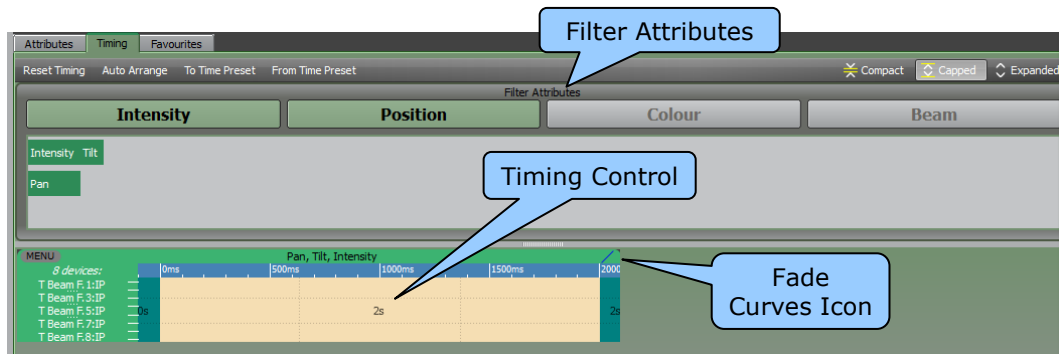 Filter Attributes
Attributes Timing Favourites
Reset Timing Auto Arrange To Time Preset From Time Preset Compact Capped Expanded
Filter Attributes
Intensity Position Colour Beam
Intensity Tilt
Pan
Timing Control
MENU Pan, Tilt, Intensity
8 devices: 0ms 500ms 1000ms 1500ms 2000
T Beam F.1:IP
T Beam F.3:IP
T Beam F.5:IP 0s 2s 2s
T Beam F.7:IP
T Beam F.8:IP
Fade
Curves Icon